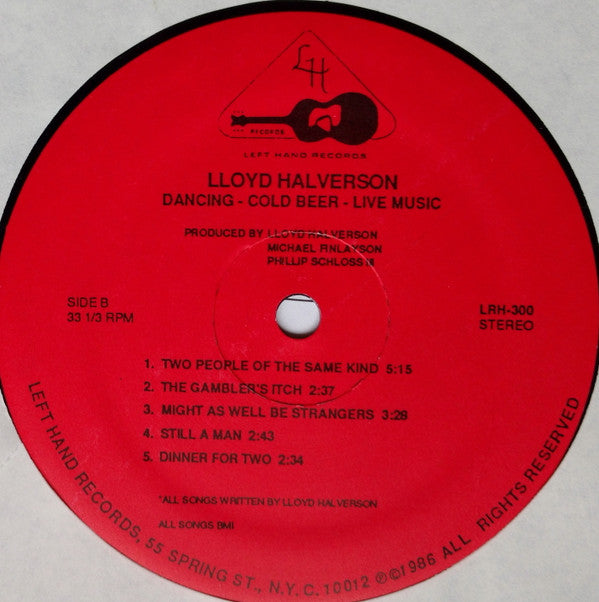 LH
RECORDS
LEFT HAND RECORDS
LLOYD HALVERSON
DANCING - COLD BEER - LIVE MUSIC
PRODUCED BY LLOYD HALVERSON
MICHAEL FINLAYSON
PHILLIP SCHLOSS III
SIDE B
33 1/3 RPM
LRH-300
STEREO
1. TWO PEOPLE OF THE SAME KIND 5:15
2. THE GAMBLER'S ITCH 2:37
3. MIGHT AS WELL BE STRANGERS 3:28
4. STILL A MAN 2:43
5. DINNER FOR TWO 2:34
*ALL SONGS WRITTEN BY LLOYD HALVERSON
ALL SONGS BMI
LEFT HAND RECORDS, 55 SPRING ST., N.Y.C. 10012 ℗©1986 ALL RIGHTS RESERVED